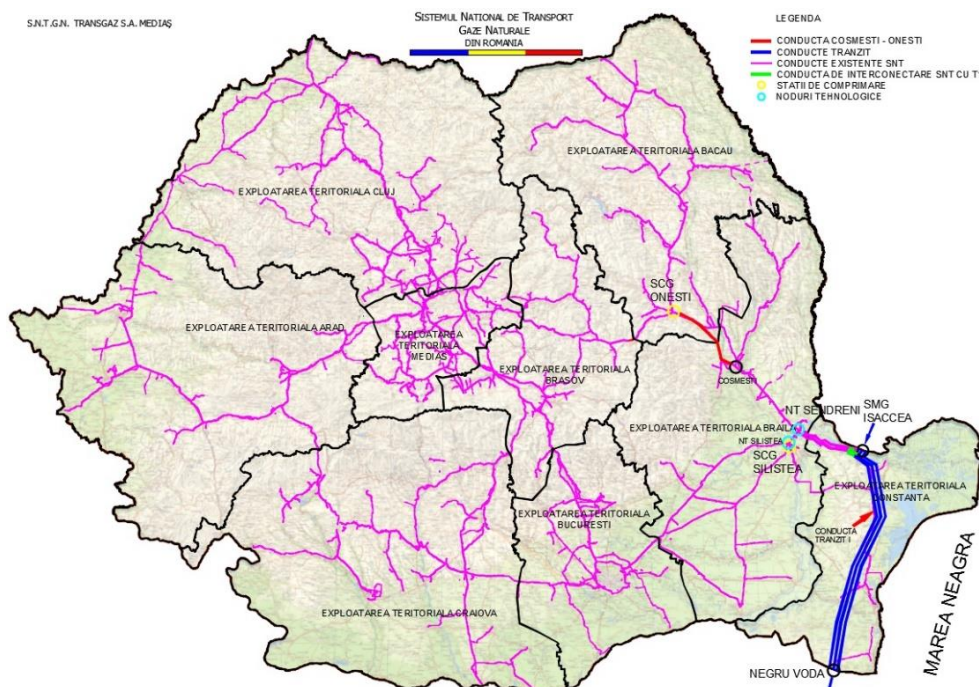 S.N.T.G.N. TRANSGAZ S.A. MEDIAŞ
SISTEMUL NATIONAL DE TRANSPORT
GAZE NATURALE
DIN ROMANIA
LEGENDA
CONDUCTA COSMESTI - ONESTI
CONDUCTE TRANZIT
CONDUCTE EXISTENTE SNT
CONDUCTA DE INTERCONECTARE SNT CU T
STATII DE COMPRIMARE
NODURI TEHNOLOGICE
EXPLOATAREA TERITORIALA BACAU
EXPLOATAREA TERITORIALA CLUJ
SCG
ONESTI
EXPLOATAREA TERITORIALA ARAD
EXPLOATAREA
TERITORIALA
MEDIAS
EXPLOATAREA TERITORIALA
BRASOV
COSMESTI
NT SENDRENI
SMG
ISACCEA
EXPLOATAREA TERITORIALA BRAILA
NT SILISTEA
SCG
SILISTEA
EXPLOATAREA TERITORIALA
CONSTANTA
EXPLOATAREA TERITORIALA
BUCURESTI
CONDUCTA
TRANZIT I
EXPLOATAREA TERITORIALA CRAIOVA
MAREA NEAGRA
NEGRU VODA